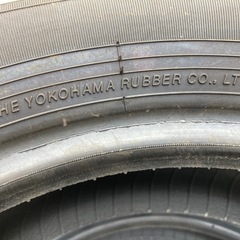 THE YOKOHAMA RUBBER CO., LT